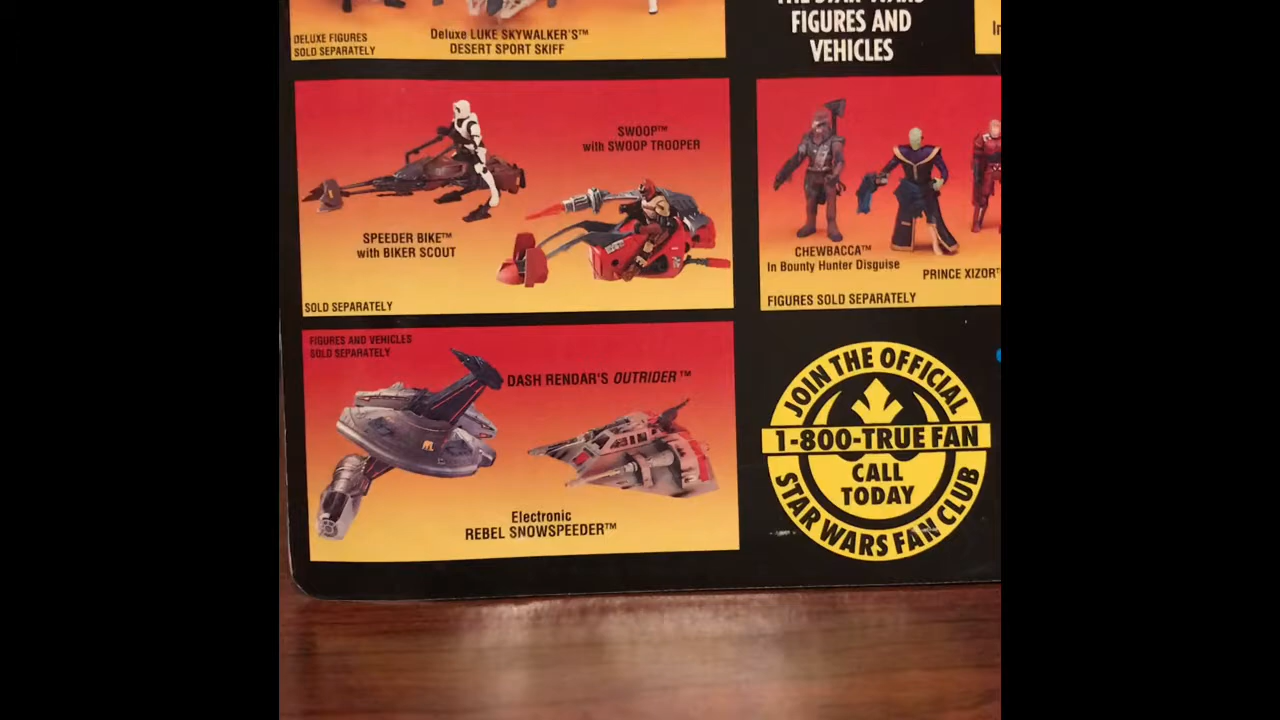 DELUXE FIGURES
SOLD SEPARATELY
Deluxe LUKE SKYWALKER'S™
DESERT SPORT SKIFF
FIGURES AND
VEHICLES
SWOOP™
with SWOOP TROOPER
SPEEDER BIKE™
with BIKER SCOUT
SOLD SEPARATELY
CHEWBACCA™
In Bounty Hunter Disguise
PRINCE XIZOR™
FIGURES SOLD SEPARATELY
FIGURES AND VEHICLES
SOLD SEPARATELY
DASH RENDAR'S OUTRIDER™
Electronic
REBEL SNOWSPEEDER™
JOIN THE OFFICIAL
1-800-TRUE FAN
CALL
TODAY
STAR WARS FAN CLUB